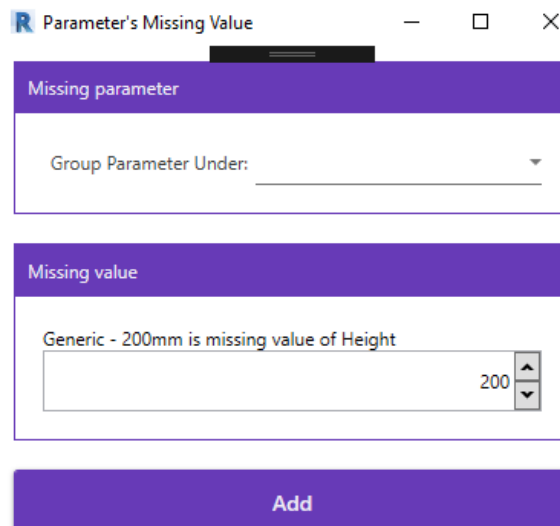 R Parameter's Missing Value
Missing parameter
Group Parameter Under:
Missing value
Generic - 200mm is missing value of Height
200
Add